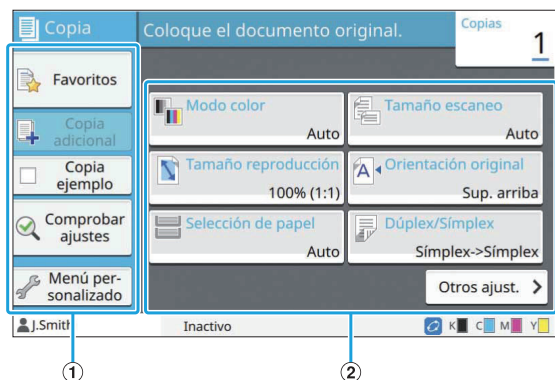 Copia
Coloque el documento original.
Copias
1
Favoritos
Copia
adicional
Copia
ejemplo
Comprobar
ajustes
Menú per-
sonalizado
Modo color
Auto
Tamaño escaneo
Auto
Tamaño reproducción
100% (1:1)
Orientación original
Sup. arriba
Selección de papel
Auto
Dúplex/Símplex
Símplex->Símplex
Otros ajust.
J.Smith
Inactivo
K C M Y
1
2